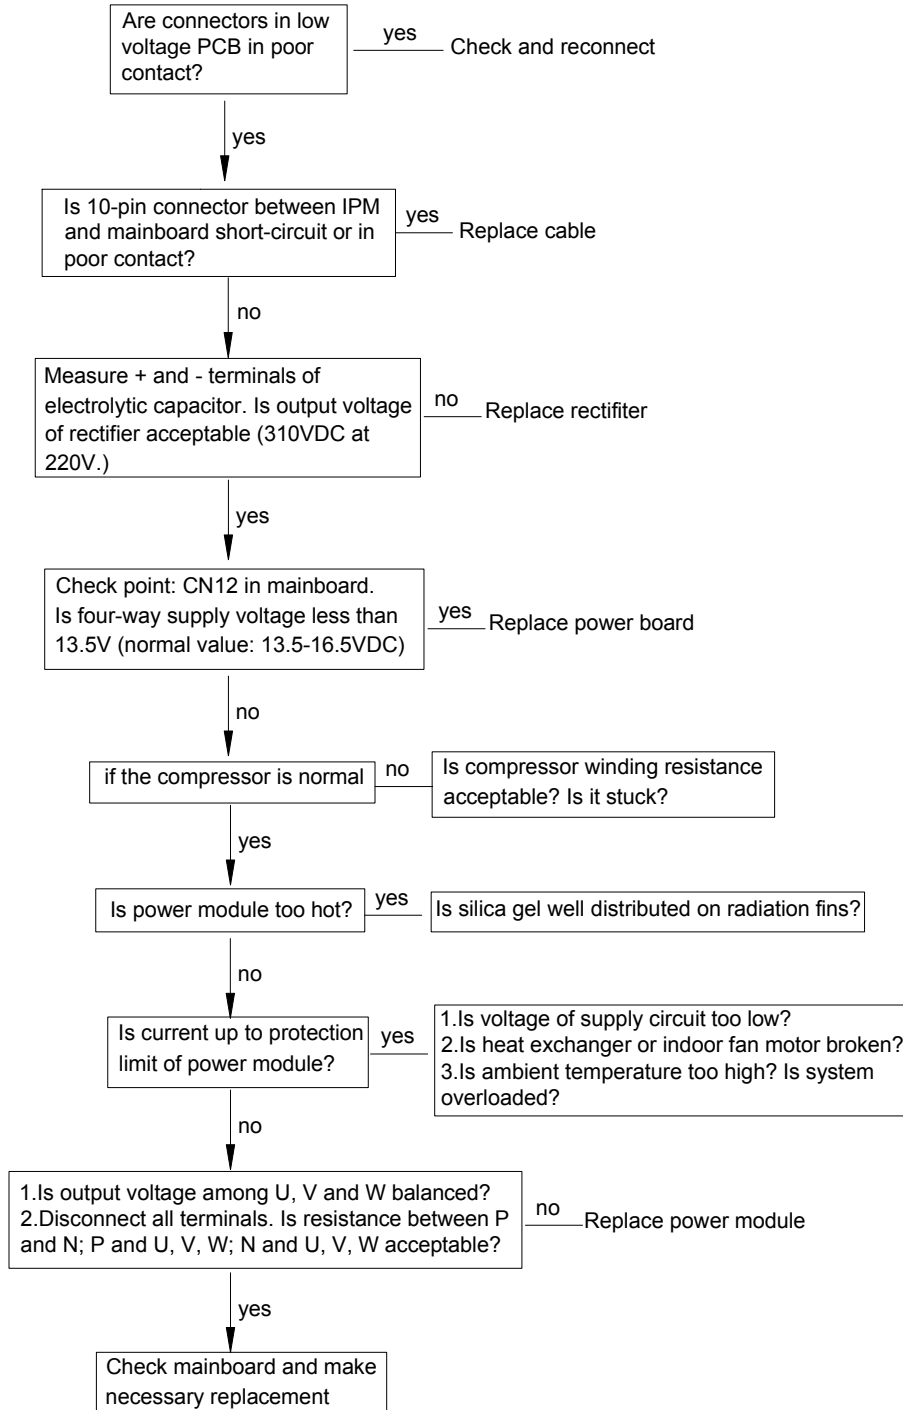 Are connectors in low
voltage PCB in poor
contact?
yes
Check and reconnect
yes
Is 10-pin connector between IPM
and mainboard short-circuit or in
poor contact?
yes
Replace cable
no
Measure + and - terminals of
electrolytic capacitor. Is output voltage
of rectifier acceptable (310VDC at
220V.)
no
Replace rectifiter
yes
Check point: CN12 in mainboard.
Is four-way supply voltage less than
13.5V (normal value: 13.5-16.5VDC)
yes
Replace power board
no
if the compressor is normal
no
Is compressor winding resistance
acceptable? Is it stuck?
yes
Is power module too hot?
yes
Is silica gel well distributed on radiation fins?
no
Is current up to protection
limit of power module?
yes
1.Is voltage of supply circuit too low?
2.Is heat exchanger or indoor fan motor broken?
3.Is ambient temperature too high? Is system
overloaded?
no
1.Is output voltage among U, V and W balanced?
2.Disconnect all terminals. Is resistance between P
and N; P and U, V, W; N and U, V, W acceptable?
no
Replace power module
yes
Check mainboard and make
necessary replacement